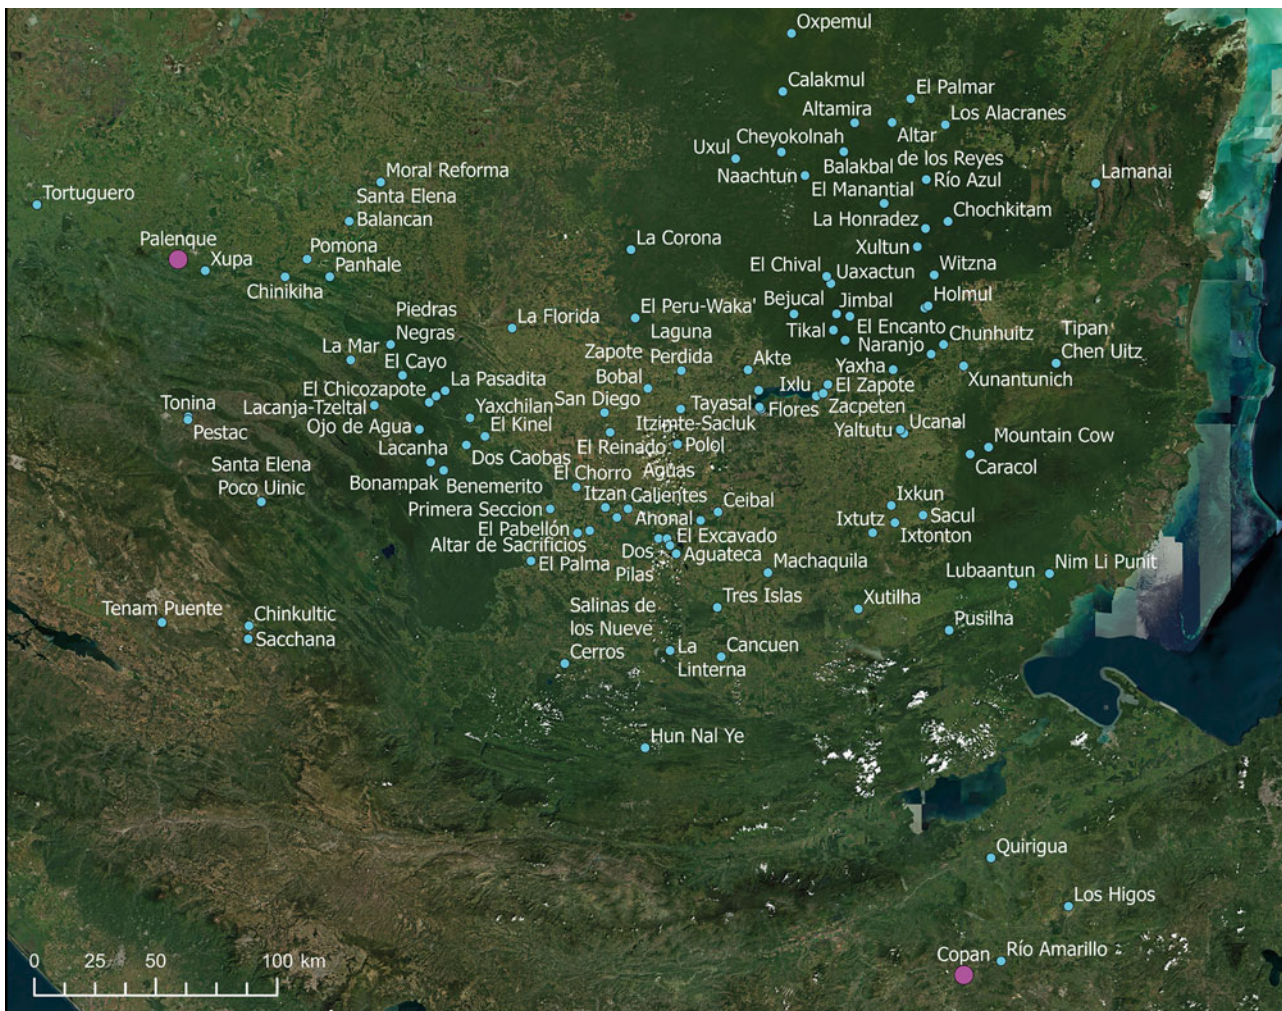 Oxpemul
Calakmul
El Palmar
Altamira
Los Alacranes
Cheyokolnah
Altar
de los Reyes
Uxul
Balakbal
Naachtun
Río Azul
Lamanai
Moral Reforma
El Manantial
Tortuguero
Santa Elena
Balancan
La Honradez
Chochkitam
Palenque
Pomona
La Corona
Xultun
Xupa
Panhale
El Chival
Uaxactun
Witzna
Chinikiha
Bejucal
Jimbal
Holmul
Piedras
Negras
La Florida
El Peru-Waka'
Laguna
Perdida
Tikal
El Encanto
Naranjo
Chunhuitz
Tipan
Chen Uitz
La Mar
El Cayo
Zapote
Bobal
Akte
Yaxha
Xunantunich
El Chicozapote
La Pasadita
San Diego
Ixlu
El Zapote
Tonina
Lacanja-Tzeltal
Yaxchilan
Tayasal
Flores
Zacpeten
Pestac
Ojo de Agua
El Kinel
Itzimte-Sacluk
Yaltutu
Ucanal
Lacanha
Dos Caobas
El Reinado
Polol
Mountain Cow
Caracol
Santa Elena
Poco Uinic
Bonampak
Benemerito
Primera Seccion
El Chorro
Aguas
Calientes
Itzan
Ceibal
Ixkun
El Pabellón
Anonal
Ixtutz
Sacul
Altar de Sacrificios
El Excavado
Ixtonton
El Palma
Dos
Pilas
Aguateca
Machaquila
Lubaantun
Nim Li Punit
Tenam Puente
Chinkultic
Salinas de
los Nueve
Cerros
Tres Islas
Xutilha
Pusilha
Sacchana
La
Linterna
Cancuen
Hun Nal Ye
Quirigua
Los Higos
Copan
Río Amarillo
0 25 50 100 km